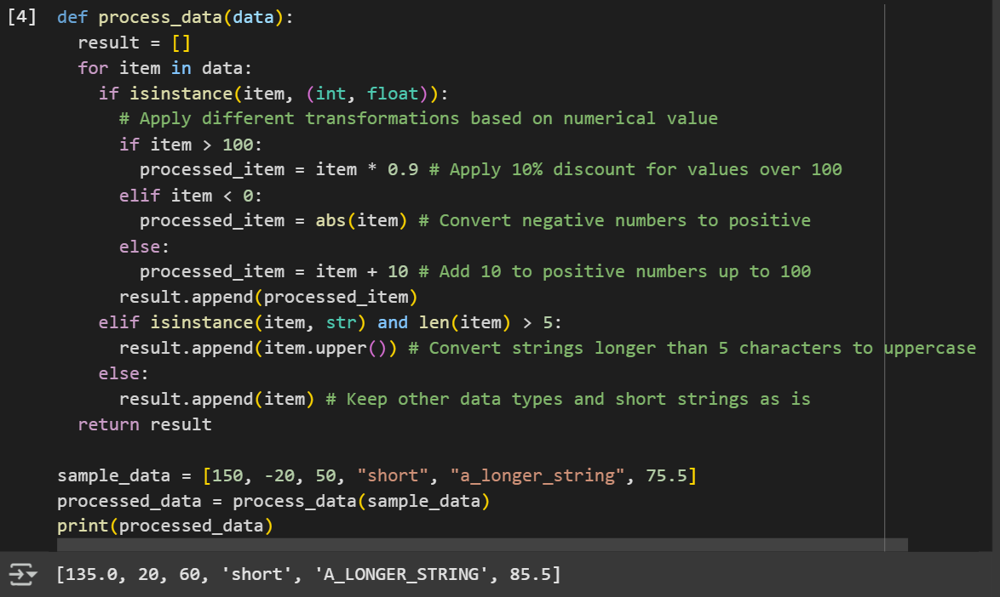 [4] def process_data(data):
  result = []
  for item in data:
    if isinstance(item, (int, float)):
      # Apply different transformations based on numerical value
      if item > 100:
        processed_item = item * 0.9 # Apply 10% discount for values over 100
      elif item < 0:
        processed_item = abs(item) # Convert negative numbers to positive
      else:
        processed_item = item + 10 # Add 10 to positive numbers up to 100
      result.append(processed_item)
    elif isinstance(item, str) and len(item) > 5:
      result.append(item.upper()) # Convert strings longer than 5 characters to uppercase
    else:
      result.append(item) # Keep other data types and short strings as is
  return result

sample_data = [150, -20, 50, "short", "a_longer_string", 75.5]
processed_data = process_data(sample_data)
print(processed_data)
[135.0, 20, 60, 'short', 'A_LONGER_STRING', 85.5]